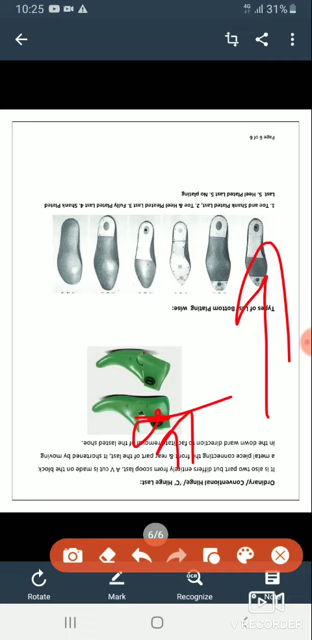 10:25 4G 31%
Ordinary/ Conventional Hinge/ 'C' Hinge Last:
It is also two part but differs entirely from scoop last, A V cut is made on the block
a metal piece connecting the front & rear part of the last, It shortened by moving
in the down ward direction to facilitate removal of the lasted shoe.
Types of Last Bottom Plating wise:
1. Toe and Shank Plated Last, 2. Toe & Heel Pleated Last 3. Fully Plated Last 4. Shank Plated
Last 5. Heel Plated Last 5. No plating
Page 6 of 6
6/6
OCR
Rotate Mark Recognize Note
VIRECORDER